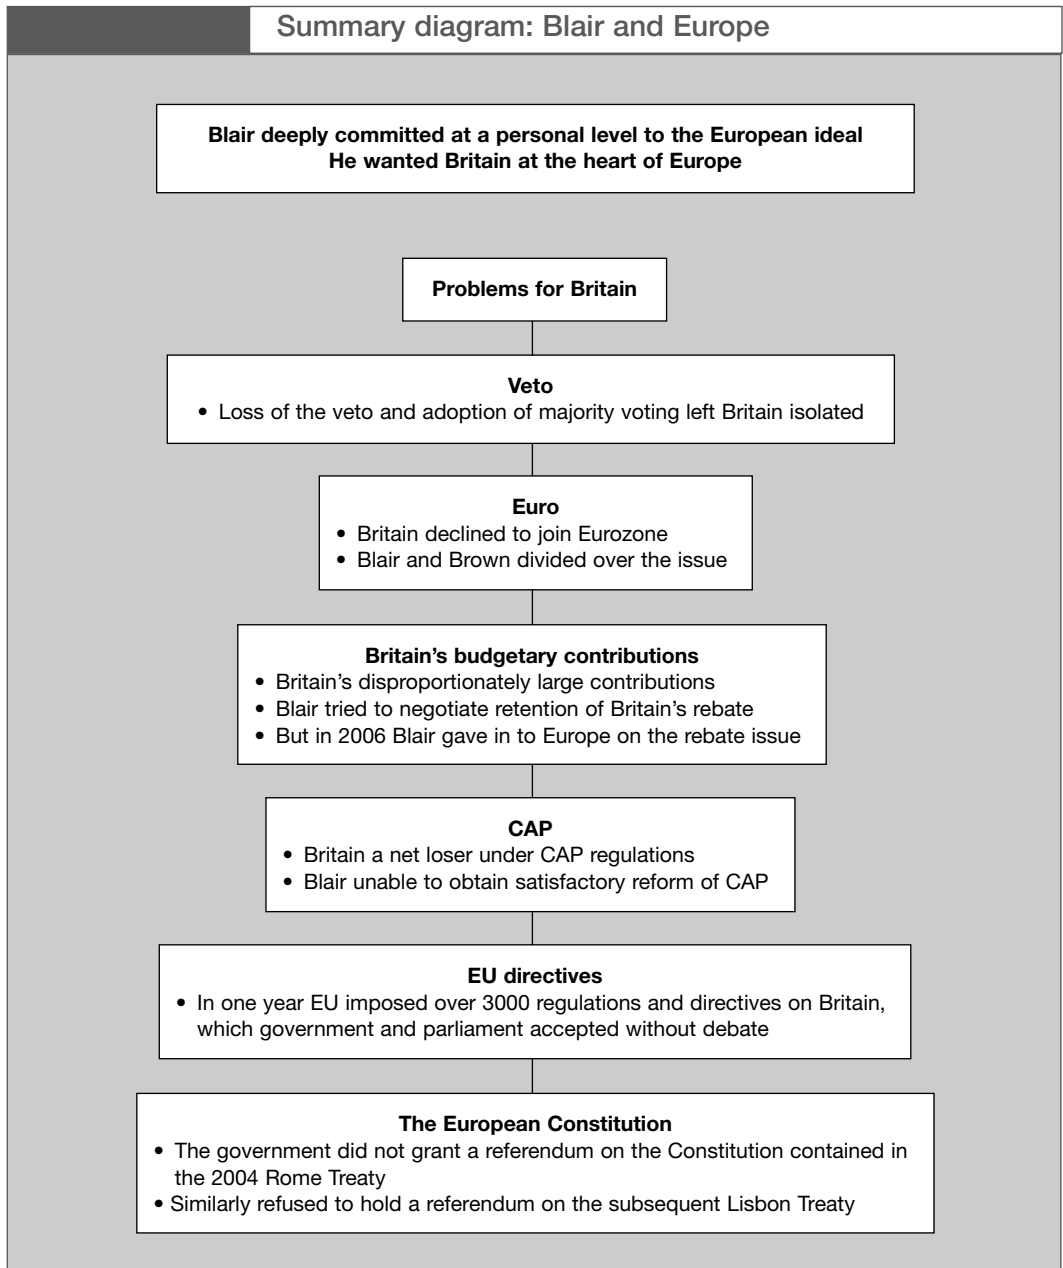 Summary diagram: Blair and Europe
Blair deeply committed at a personal level to the European ideal
He wanted Britain at the heart of Europe
Problems for Britain
Veto
• Loss of the veto and adoption of majority voting left Britain isolated
Euro
• Britain declined to join Eurozone
• Blair and Brown divided over the issue
Britain’s budgetary contributions
• Britain’s disproportionately large contributions
• Blair tried to negotiate retention of Britain’s rebate
• But in 2006 Blair gave in to Europe on the rebate issue
CAP
• Britain a net loser under CAP regulations
• Blair unable to obtain satisfactory reform of CAP
EU directives
• In one year EU imposed over 3000 regulations and directives on Britain,
which government and parliament accepted without debate
The European Constitution
• The government did not grant a referendum on the Constitution contained in
the 2004 Rome Treaty
• Similarly refused to hold a referendum on the subsequent Lisbon Treaty